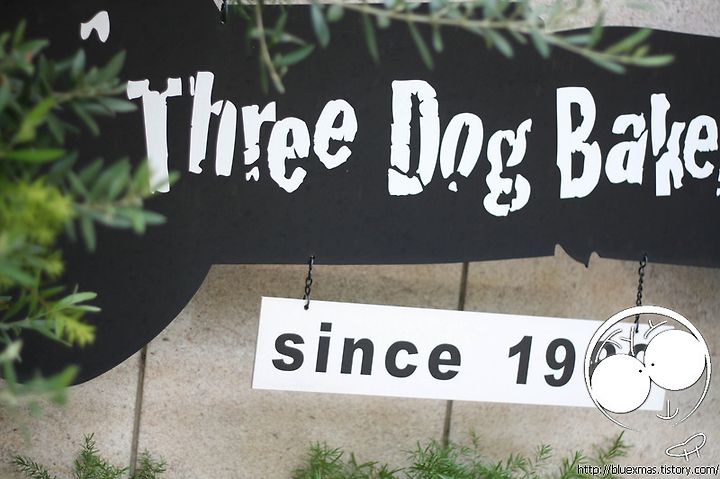 Three Dog Bake
since 19
http://bluexmas.tistory.com/